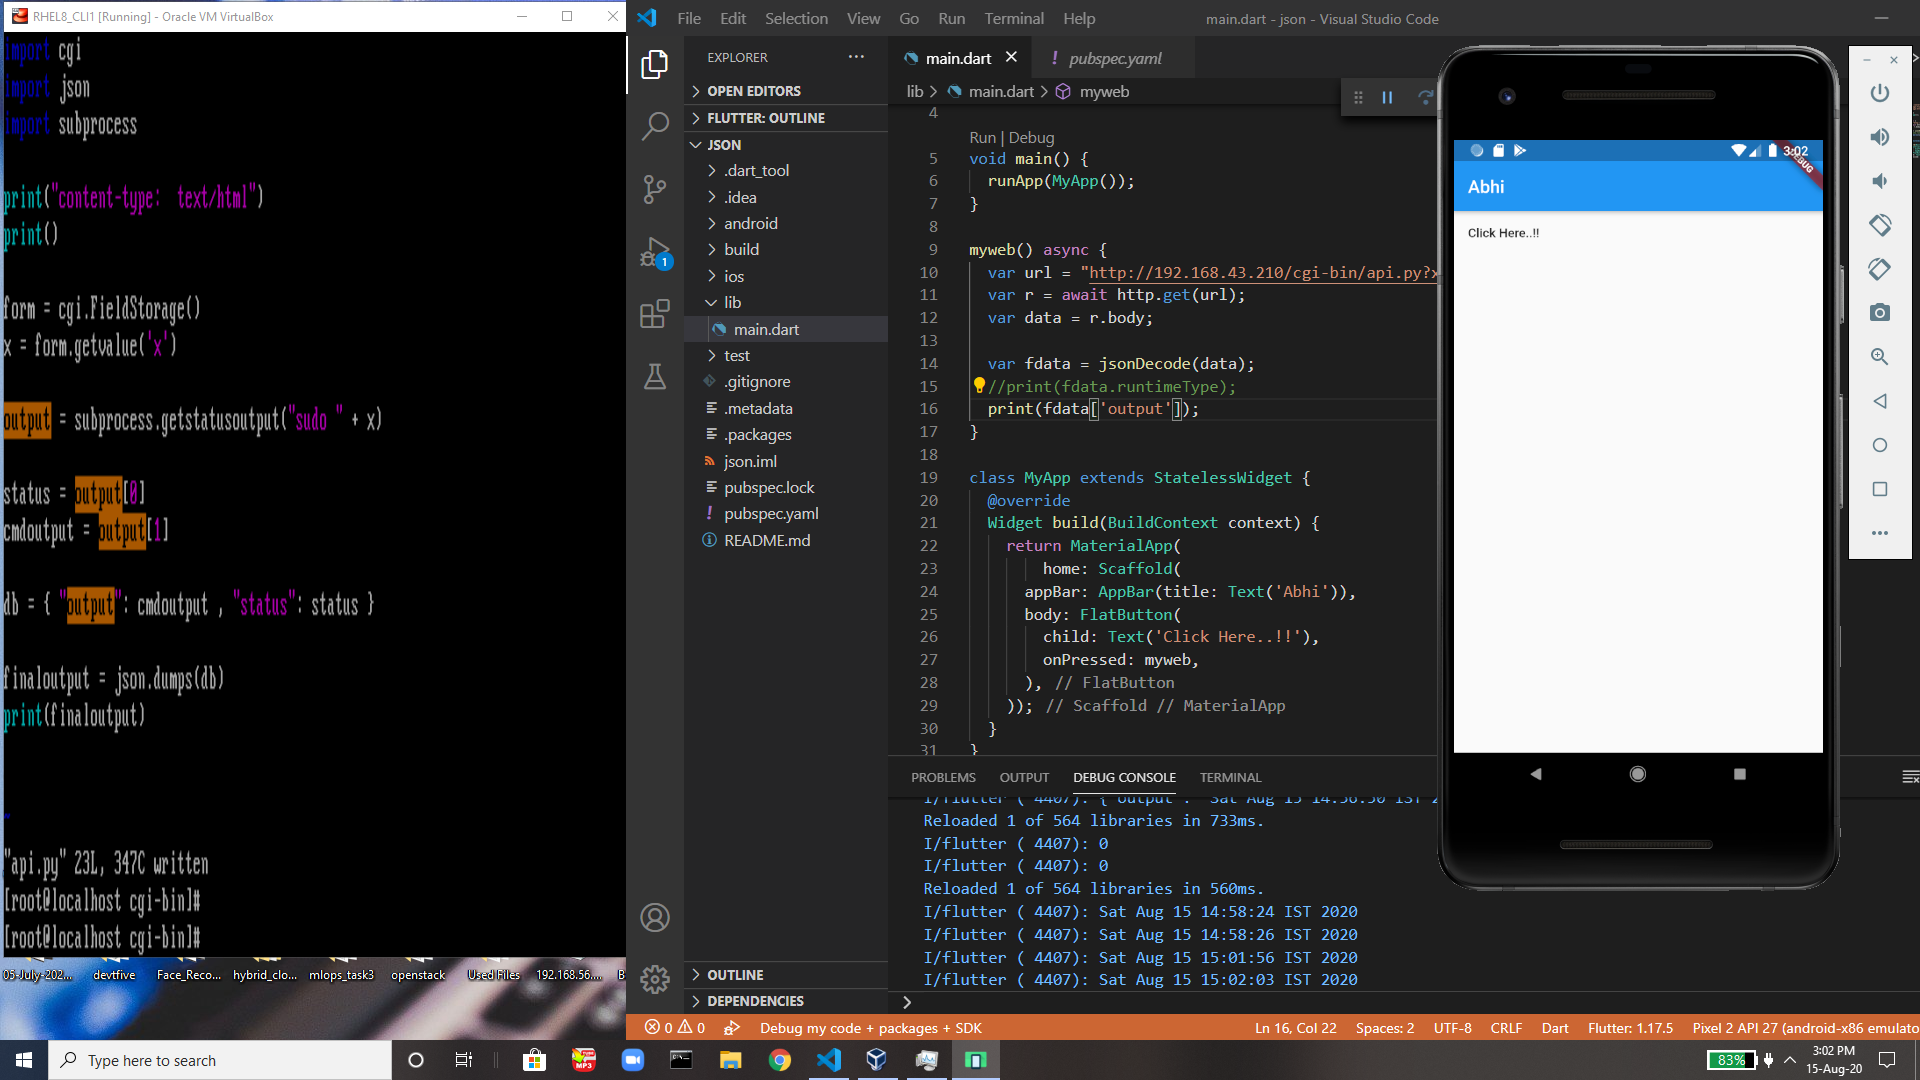 RHEL8_CLI1 [Running] - Oracle VM VirtualBox
import cgi
import json
import subprocess
print("content-type: text/html")
print()
form = cgi.FieldStorage()
x = form.getvalue('x')
output = subprocess.getstatusoutput("sudo " + x)
status = output[0]
cmdoutput = output[1]
db = { "output": cmdoutput , "status": status }
finaloutput = json.dumps(db)
print(finaloutput)
~
"api.py" 23L, 347C written
[root@localhost cgi-bin]#
[root@localhost cgi-bin]#
05-July-202... devtfive Face_Reco... hybrid_clo... mlops_task3 openstack Used Files 192.168.56.... B
File Edit Selection View Go Run Terminal Help
main.dart - json - Visual Studio Code
EXPLORER
OPEN EDITORS
FLUTTER: OUTLINE
JSON
.dart_tool
.idea
android
build
ios
lib
main.dart
test
.gitignore
.metadata
.packages
json.iml
pubspec.lock
pubspec.yaml
README.md
OUTLINE
DEPENDENCIES
1
main.dart
pubspec.yaml
lib > main.dart > myweb
4
Run | Debug
5 void main() {
6 runApp(MyApp());
7 }
8
9 myweb() async {
10 var url = "http://192.168.43.210/cgi-bin/api.py?x
11 var r = await http.get(url);
12 var data = r.body;
13
14 var fdata = jsonDecode(data);
15 //print(fdata.runtimeType);
16 print(fdata['output']);
17 }
18
19 class MyApp extends StatelessWidget {
20 @override
21 Widget build(BuildContext context) {
22 return MaterialApp(
23 home: Scaffold(
24 appBar: AppBar(title: Text('Abhi')),
25 body: FlatButton(
26 child: Text('Click Here..!!'),
27 onPressed: myweb,
28 ), // FlatButton
29 )); // Scaffold // MaterialApp
30 }
31 }
PROBLEMS OUTPUT DEBUG CONSOLE TERMINAL
I/flutter ( 4407): {"output": "Sat Aug 15 14:56:50 IST 2
Reloaded 1 of 564 libraries in 733ms.
I/flutter ( 4407): 0
I/flutter ( 4407): 0
Reloaded 1 of 564 libraries in 560ms.
I/flutter ( 4407): Sat Aug 15 14:58:24 IST 2020
I/flutter ( 4407): Sat Aug 15 14:58:26 IST 2020
I/flutter ( 4407): Sat Aug 15 15:01:56 IST 2020
I/flutter ( 4407): Sat Aug 15 15:02:03 IST 2020
3:02
DEBUG
Abhi
Click Here..!!
0 0 Debug my code + packages + SDK Ln 16, Col 22 Spaces: 2 UTF-8 CRLF Dart Flutter: 1.17.5 Pixel 2 API 27 (android-x86 emulato
Type here to search
MP3
83%
3:02 PM
15-Aug-20